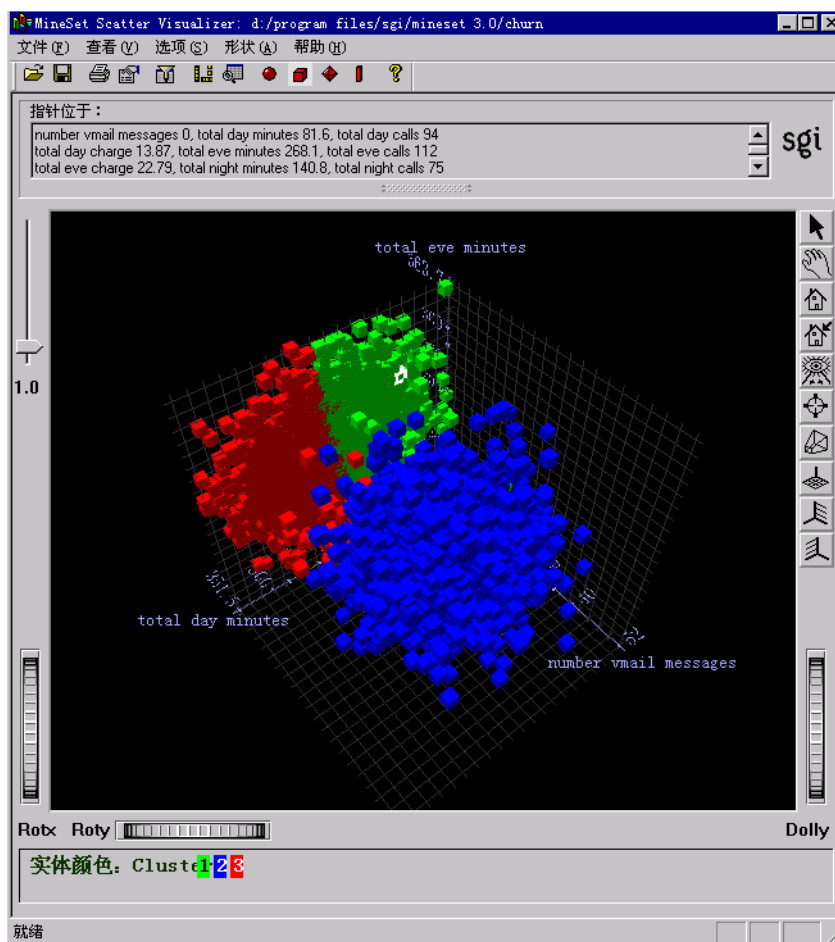 MineSet Scatter Visualizer: d:/program files/sgi/mineset 3.0/churn
文件(F) 查看(V) 选项(S) 形状(A) 帮助(H)
指针位于：
number vmail messages 0, total day minutes 81.6, total day calls 94
total day charge 13.87, total eve minutes 268.1, total eve calls 112
total eve charge 22.79, total night minutes 140.8, total night calls 75
sgi
total eve minutes
1.0
total day minutes
number vmail messages
Rotx Roty Dolly
实体颜色: Cluste 1 2 3
就绪